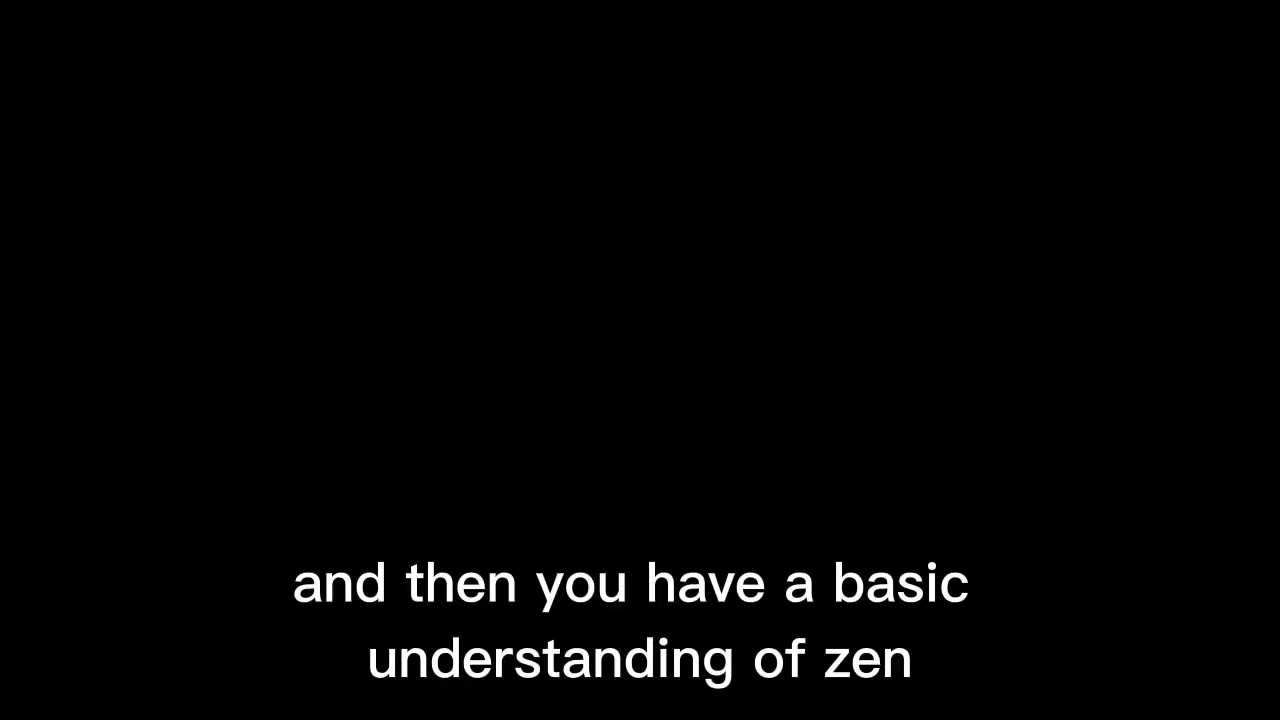 and then you have a basic
understanding of zen